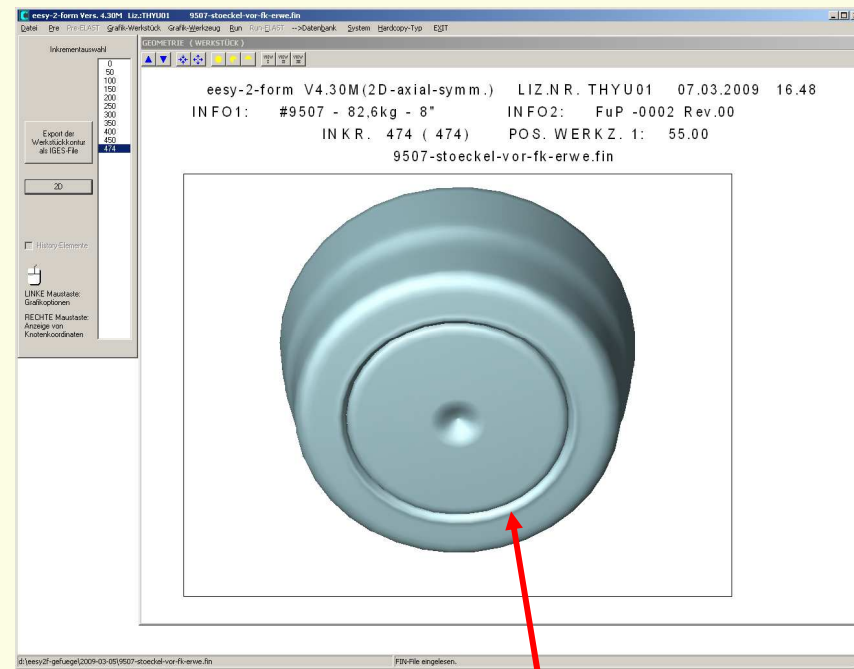 eesy-2-form Vers. 4.30M Liz.:THYU01 9507-stoeckel-vor-fk-erwe.fin
Datei Pre Pre-ELAST Grafik-Werkstück Grafik-Werkzeug Run Run-ELAST -->Datenbank System Hardcopy-Typ EXIT
Inkrementauswahl
0
50
100
150
200
250
300
350
400
450
474
Export der
Werkstückkontur
als IGES-File
2D
History Elemente
LINKE Maustaste:
Grafikoptionen
RECHTE Maustaste:
Anzeige von
Knotenkoordinaten
GEOMETRIE ( WERKSTÜCK )
eesy-2-form V4.30M(2D-axial-symm.) LIZ.NR. THYU01 07.03.2009 16.48
INFO1: #9507 - 82,6kg - 8" INFO2: FuP -0002 Rev.00
INKR. 474 ( 474) POS. WERKZ. 1: 55.00
9507-stoeckel-vor-fk-erwe.fin
d:\eesy2f-gefuegel\2009-03-05\9507-stoeckel-vor-fk-erwe.fin FIN-File eingelesen.